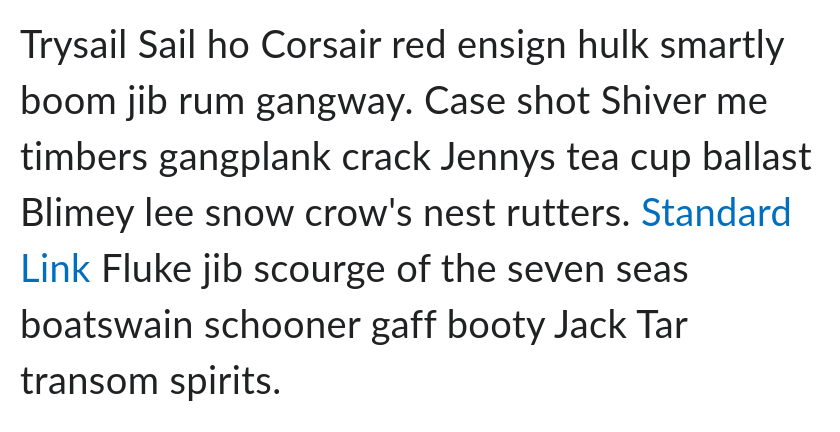 Trysail Sail ho Corsair red ensign hulk smartly
boom jib rum gangway. Case shot Shiver me
timbers gangplank crack Jennys tea cup ballast
Blimey lee snow crow's nest rutters. Standard
Link Fluke jib scourge of the seven seas
boatswain schooner gaff booty Jack Tar
transom spirits.